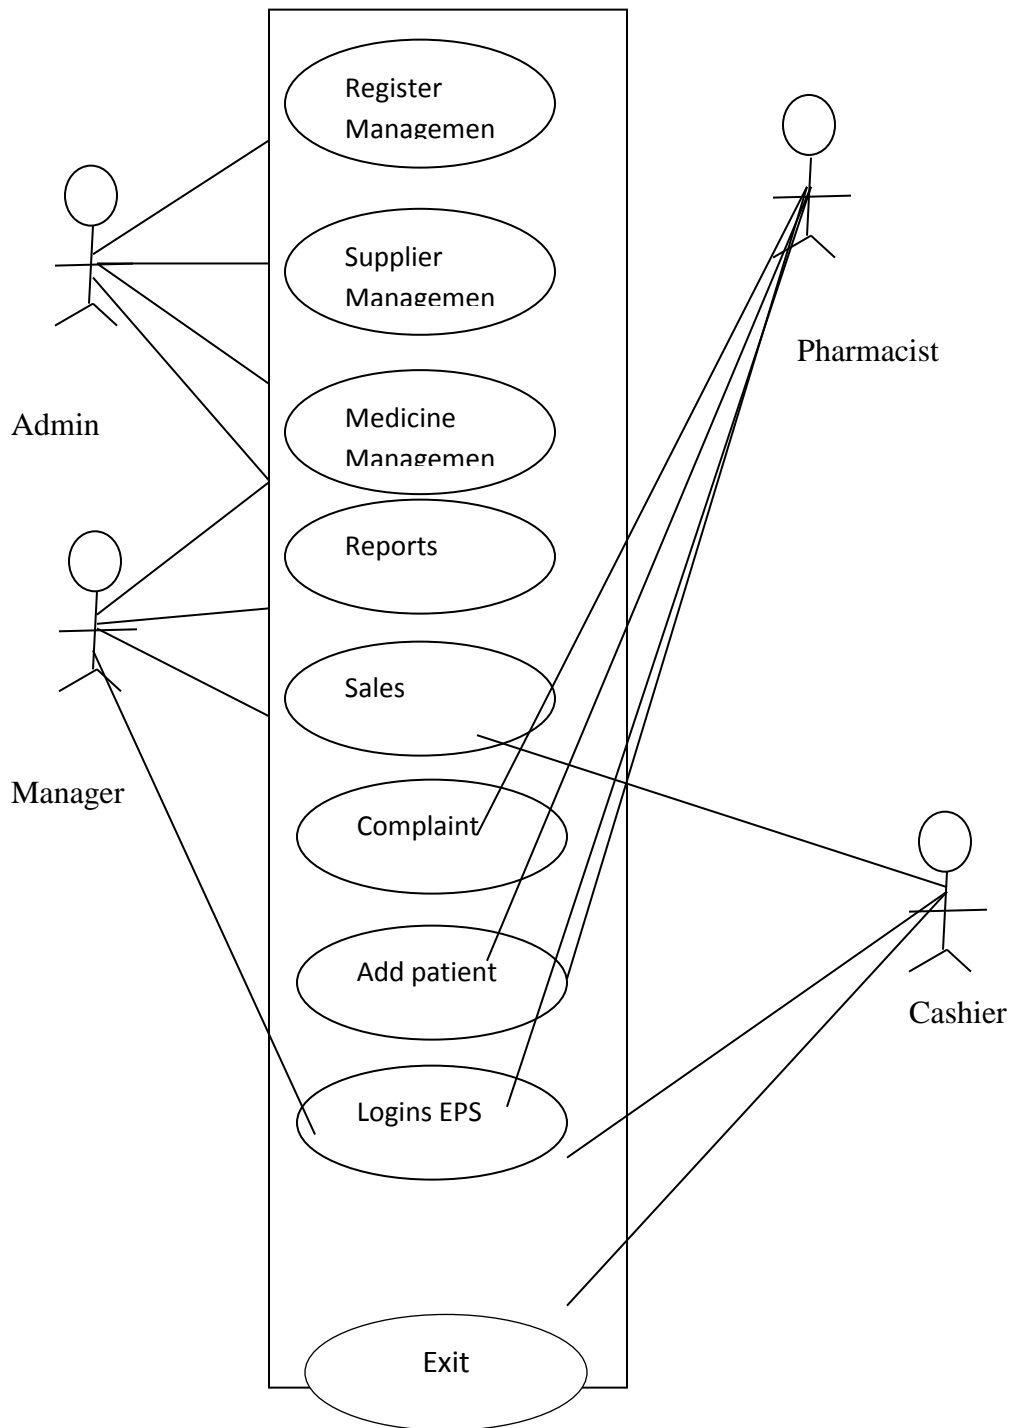 Register
Managemen
Supplier
Managemen
Pharmacist
Admin
Medicine
Managemen
Reports
Sales
Manager
Complaint
Add patient
Cashier
Logins EPS
Exit